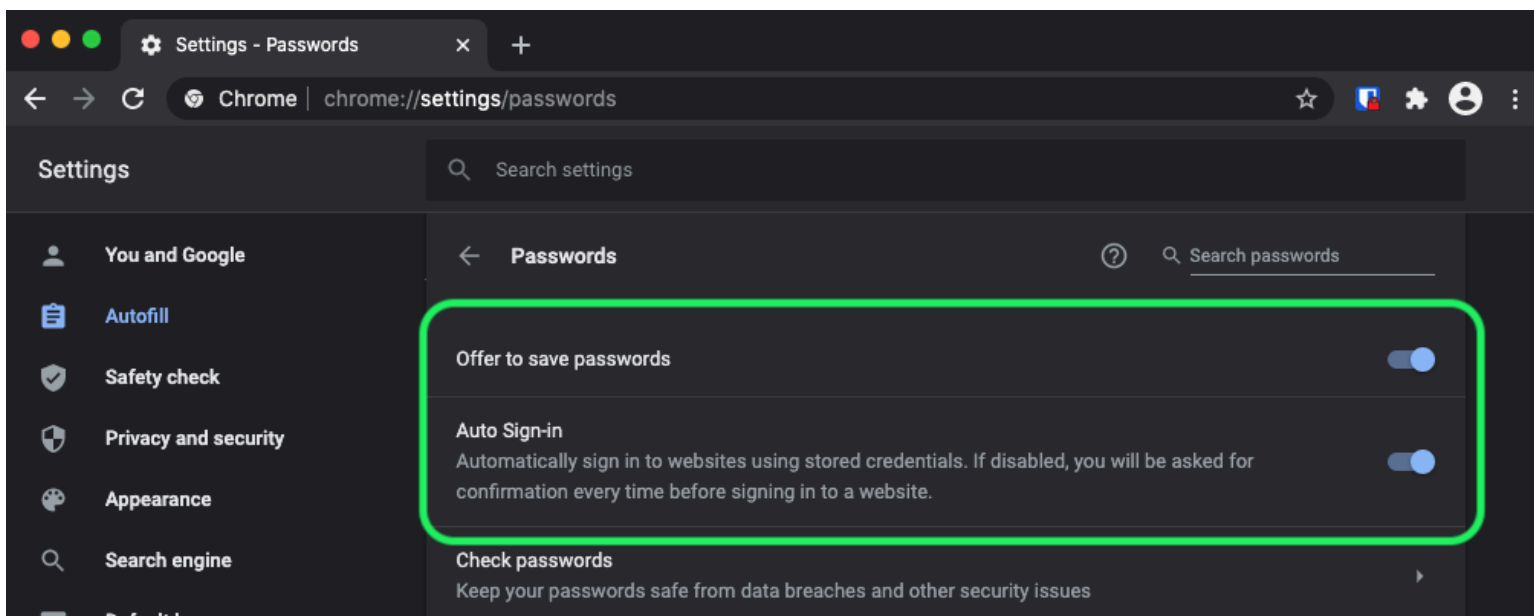 Settings - Passwords
Chrome | chrome://settings/passwords
Settings
Search settings
You and Google
Autofill
Safety check
Privacy and security
Appearance
Search engine
Passwords
Search passwords
Offer to save passwords
Auto Sign-in
Automatically sign in to websites using stored credentials. If disabled, you will be asked for
confirmation every time before signing in to a website.
Check passwords
Keep your passwords safe from data breaches and other security issues